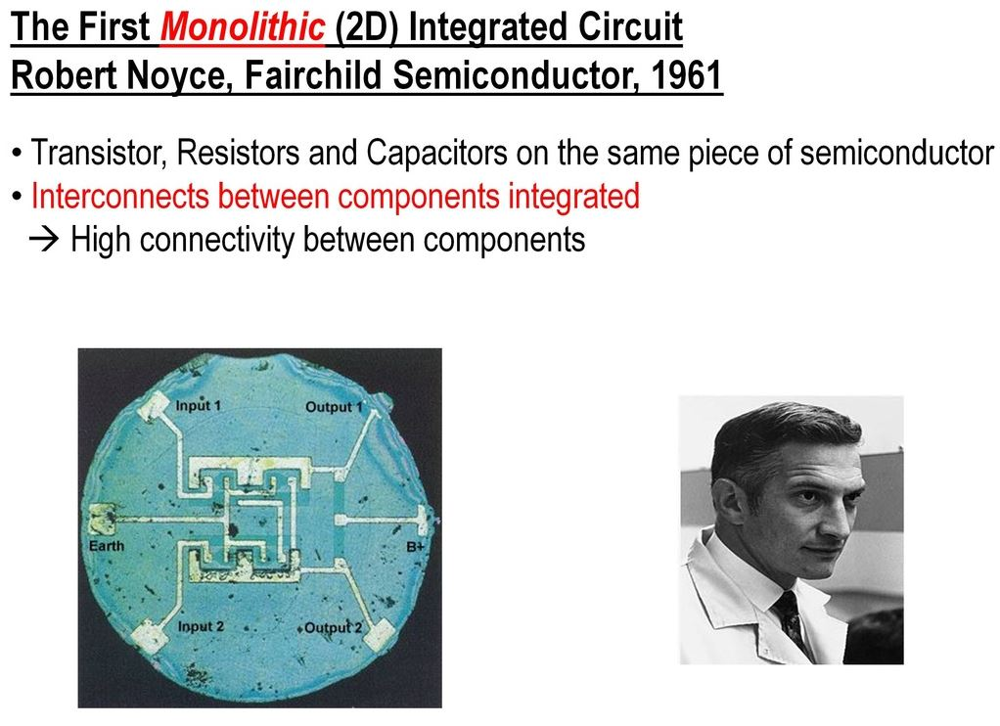 The First Monolithic (2D) Integrated Circuit
Robert Noyce, Fairchild Semiconductor, 1961
• Transistor, Resistors and Capacitors on the same piece of semiconductor
• Interconnects between components integrated
→ High connectivity between components
Input 1 Output 1
Earth B+
Input 2 Output 2